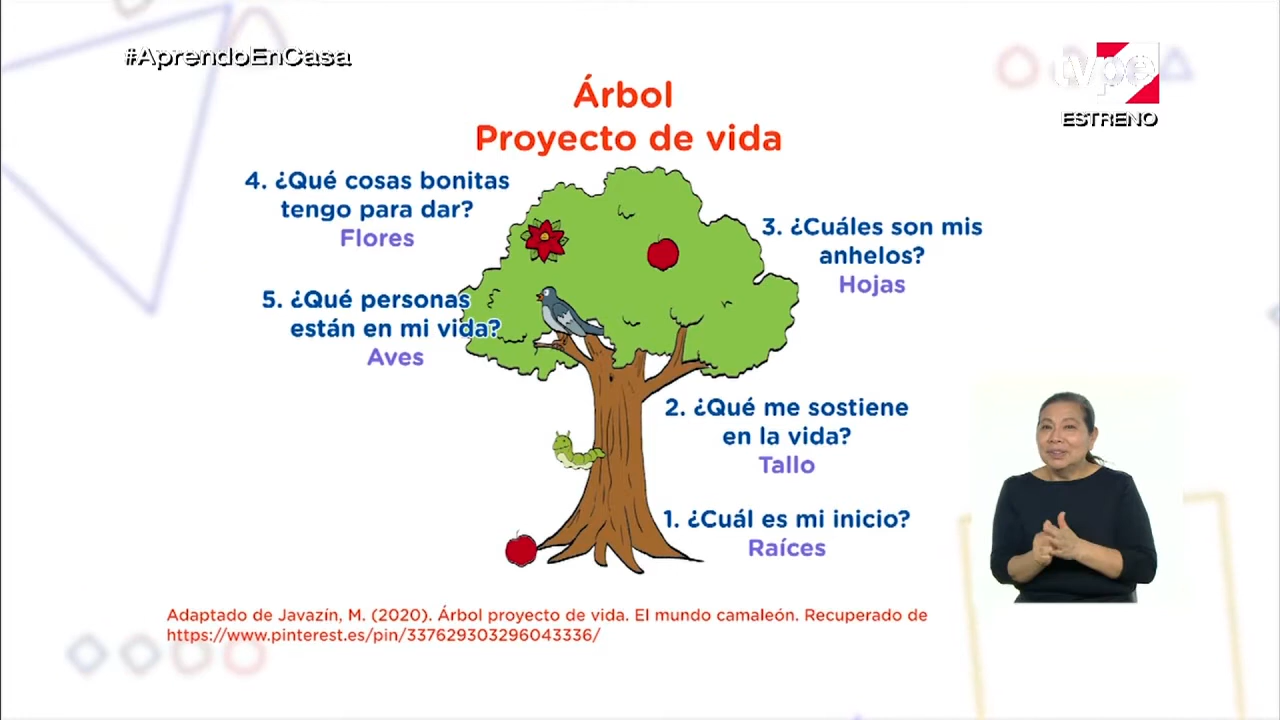 #AprendoEnCasa
tvpe
ESTRENO
Árbol
Proyecto de vida
4. ¿Qué cosas bonitas
tengo para dar?
Flores
3. ¿Cuáles son mis
anhelos?
Hojas
5. ¿Qué personas
están en mi vida?
Aves
2. ¿Qué me sostiene
en la vida?
Tallo
1. ¿Cuál es mi inicio?
Raíces
Adaptado de Javazín, M. (2020). Árbol proyecto de vida. El mundo camaleón. Recuperado de
https://www.pinterest.es/pin/337629303296043336/